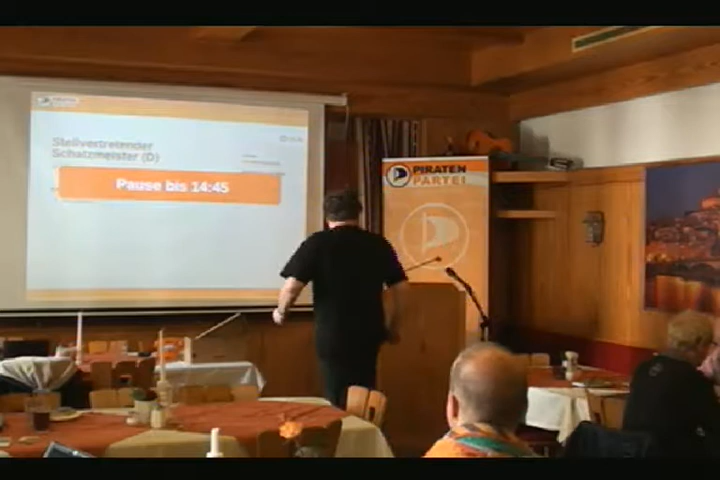 Stellvertretender
Schatzmeister (D)
Pause bis 14:45
PIRATEN
PARTEI